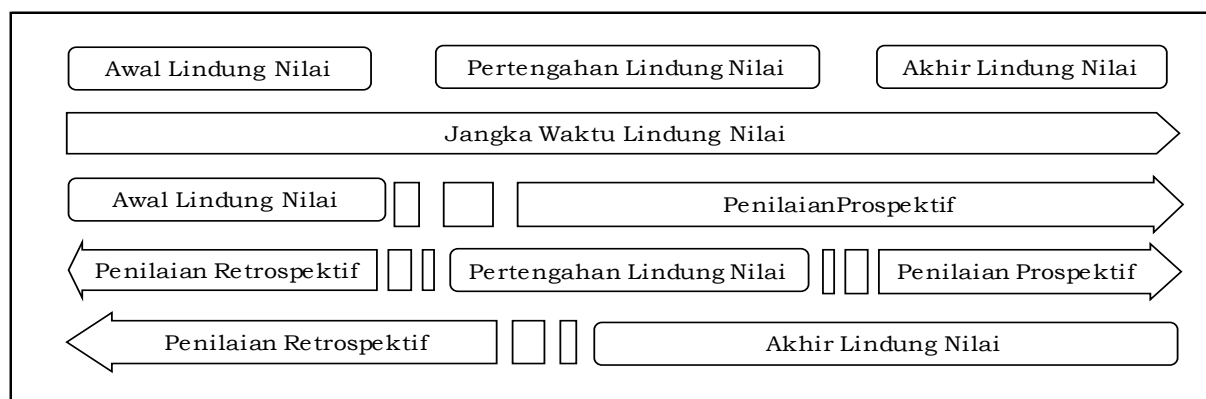 Awal Lindung Nilai Pertengahan Lindung Nilai Akhir Lindung Nilai
Jangka Waktu Lindung Nilai
Awal Lindung Nilai PenilaianProspektif
Penilaian Retrospektif Pertengahan Lindung Nilai Penilaian Prospektif
Penilaian Retrospektif Akhir Lindung Nilai